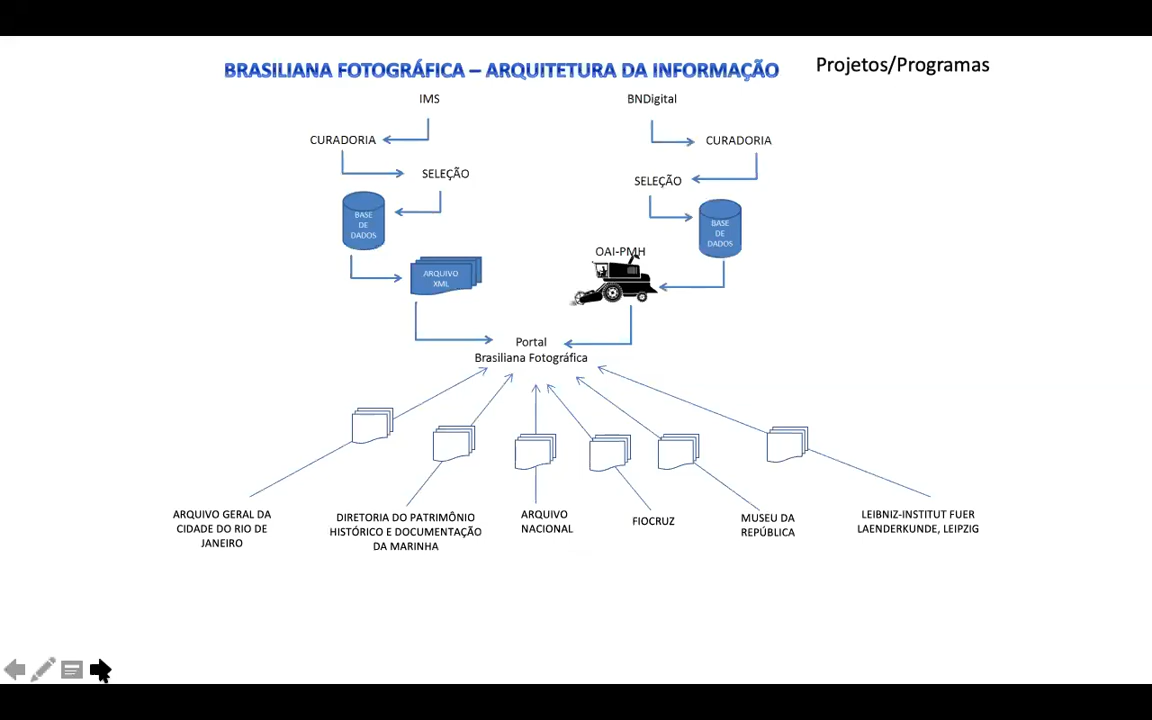 BRASILIANA FOTOGRÁFICA – ARQUITETURA DA INFORMAÇÃO
Projetos/Programas
IMS
BNDigital
CURADORIA
CURADORIA
SELEÇÃO
SELEÇÃO
BASE
DE
DADOS
BASE
DE
DADOS
OAI-PMH
ARQUIVO
XML
Portal
Brasiliana Fotográfica
ARQUIVO GERAL DA
CIDADE DO RIO DE
JANEIRO
DIRETORIA DO PATRIMÔNIO
HISTÓRICO E DOCUMENTAÇÃO
DA MARINHA
ARQUIVO
NACIONAL
FIOCRUZ
MUSEU DA
REPÚBLICA
LEIBNIZ-INSTITUT FUER
LAENDERKUNDE, LEIPZIG